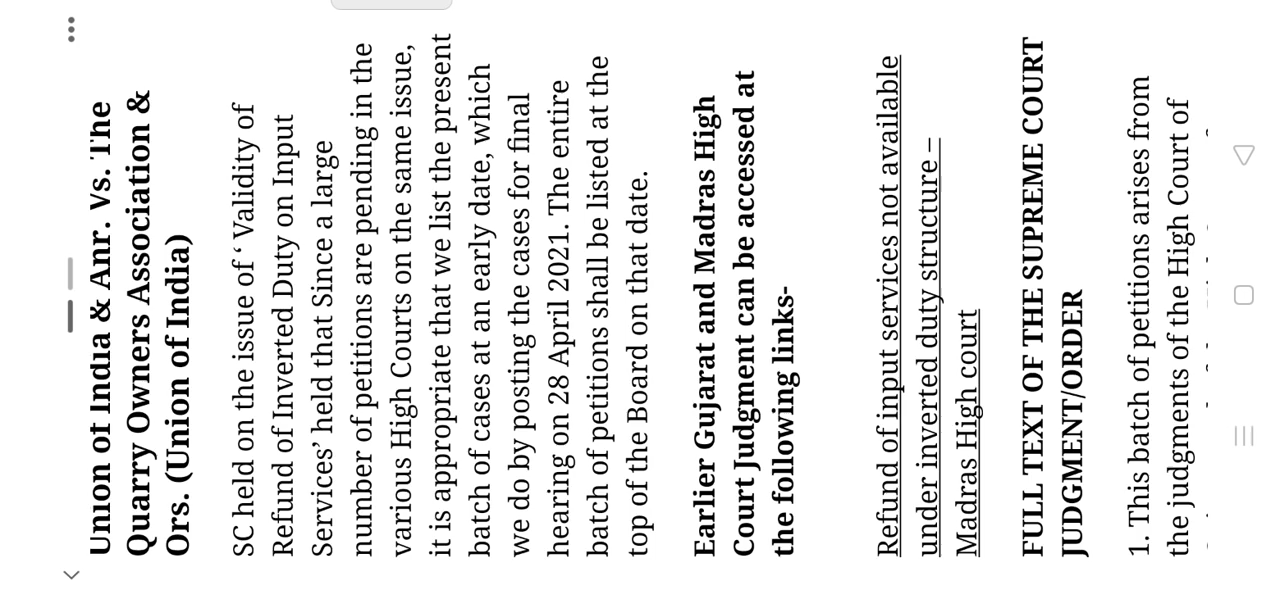 Union of India & Anr. Vs. The
Quarry Owners Association &
Ors. (Union of India)
SC held on the issue of ‘ Validity of
Refund of Inverted Duty on Input
Services’ held that Since a large
number of petitions are pending in the
various High Courts on the same issue,
it is appropriate that we list the present
batch of cases at an early date, which
we do by posting the cases for final
hearing on 28 April 2021. The entire
batch of petitions shall be listed at the
top of the Board on that date.
Earlier Gujarat and Madras High
Court Judgment can be accessed at
the following links-
Refund of input services not available
under inverted duty structure –
Madras High court
FULL TEXT OF THE SUPREME COURT
JUDGMENT/ORDER
1. This batch of petitions arises from
the judgments of the High Court of